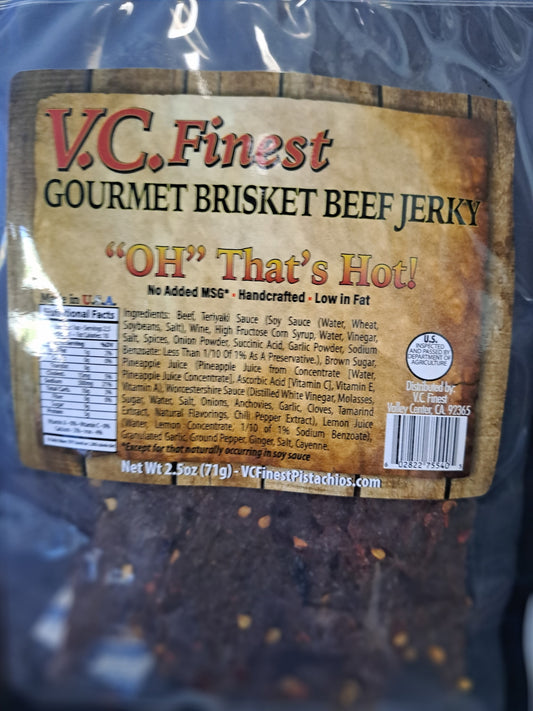 V.C. Finest
GOURMET BRISKET BEEF JERKY
“OH” That's Hot!
No Added MSG* • Handcrafted • Low in Fat
Made in U.S.A.
Nutritional Facts
Ingredients: Beef, Teriyaki Sauce (Soy Sauce (Water, Wheat,
Soybeans, Salt), Wine, High Fructose Corn Syrup, Water, Vinegar,
Salt, Spices, Onion Powder, Succinic Acid, Garlic Powder, Sodium
Benzoate: Less Than 1/10 Of 1% As A Preservative.), Brown Sugar,
Pineapple Juice (Pineapple Juice from Concentrate [Water,
Pineapple Juice Concentrate], Ascorbic Acid [Vitamin C], Vitamin E,
Vitamin A), Worcestershire Sauce (Distilled White Vinegar, Molasses,
Sugar, Water, Salt, Onions, Anchovies, Garlic, Cloves, Tamarind
Extract, Natural Flavorings, Chili Pepper Extract), Lemon Juice
(Water, Lemon Concentrate, 1/10 of 1% Sodium Benzoate),
Granulated Garlic, Ground Pepper, Ginger, Salt, Cayenne.
*Except for that naturally occurring in soy sauce
U.S.
INSPECTED
AND PASSED BY
DEPARTMENT OF
AGRICULTURE
Distributed by:
V.C. Finest
Valley Center, CA. 92365
02822 75540
Net Wt 2.5oz (71g) - VCFinestPistachios.com